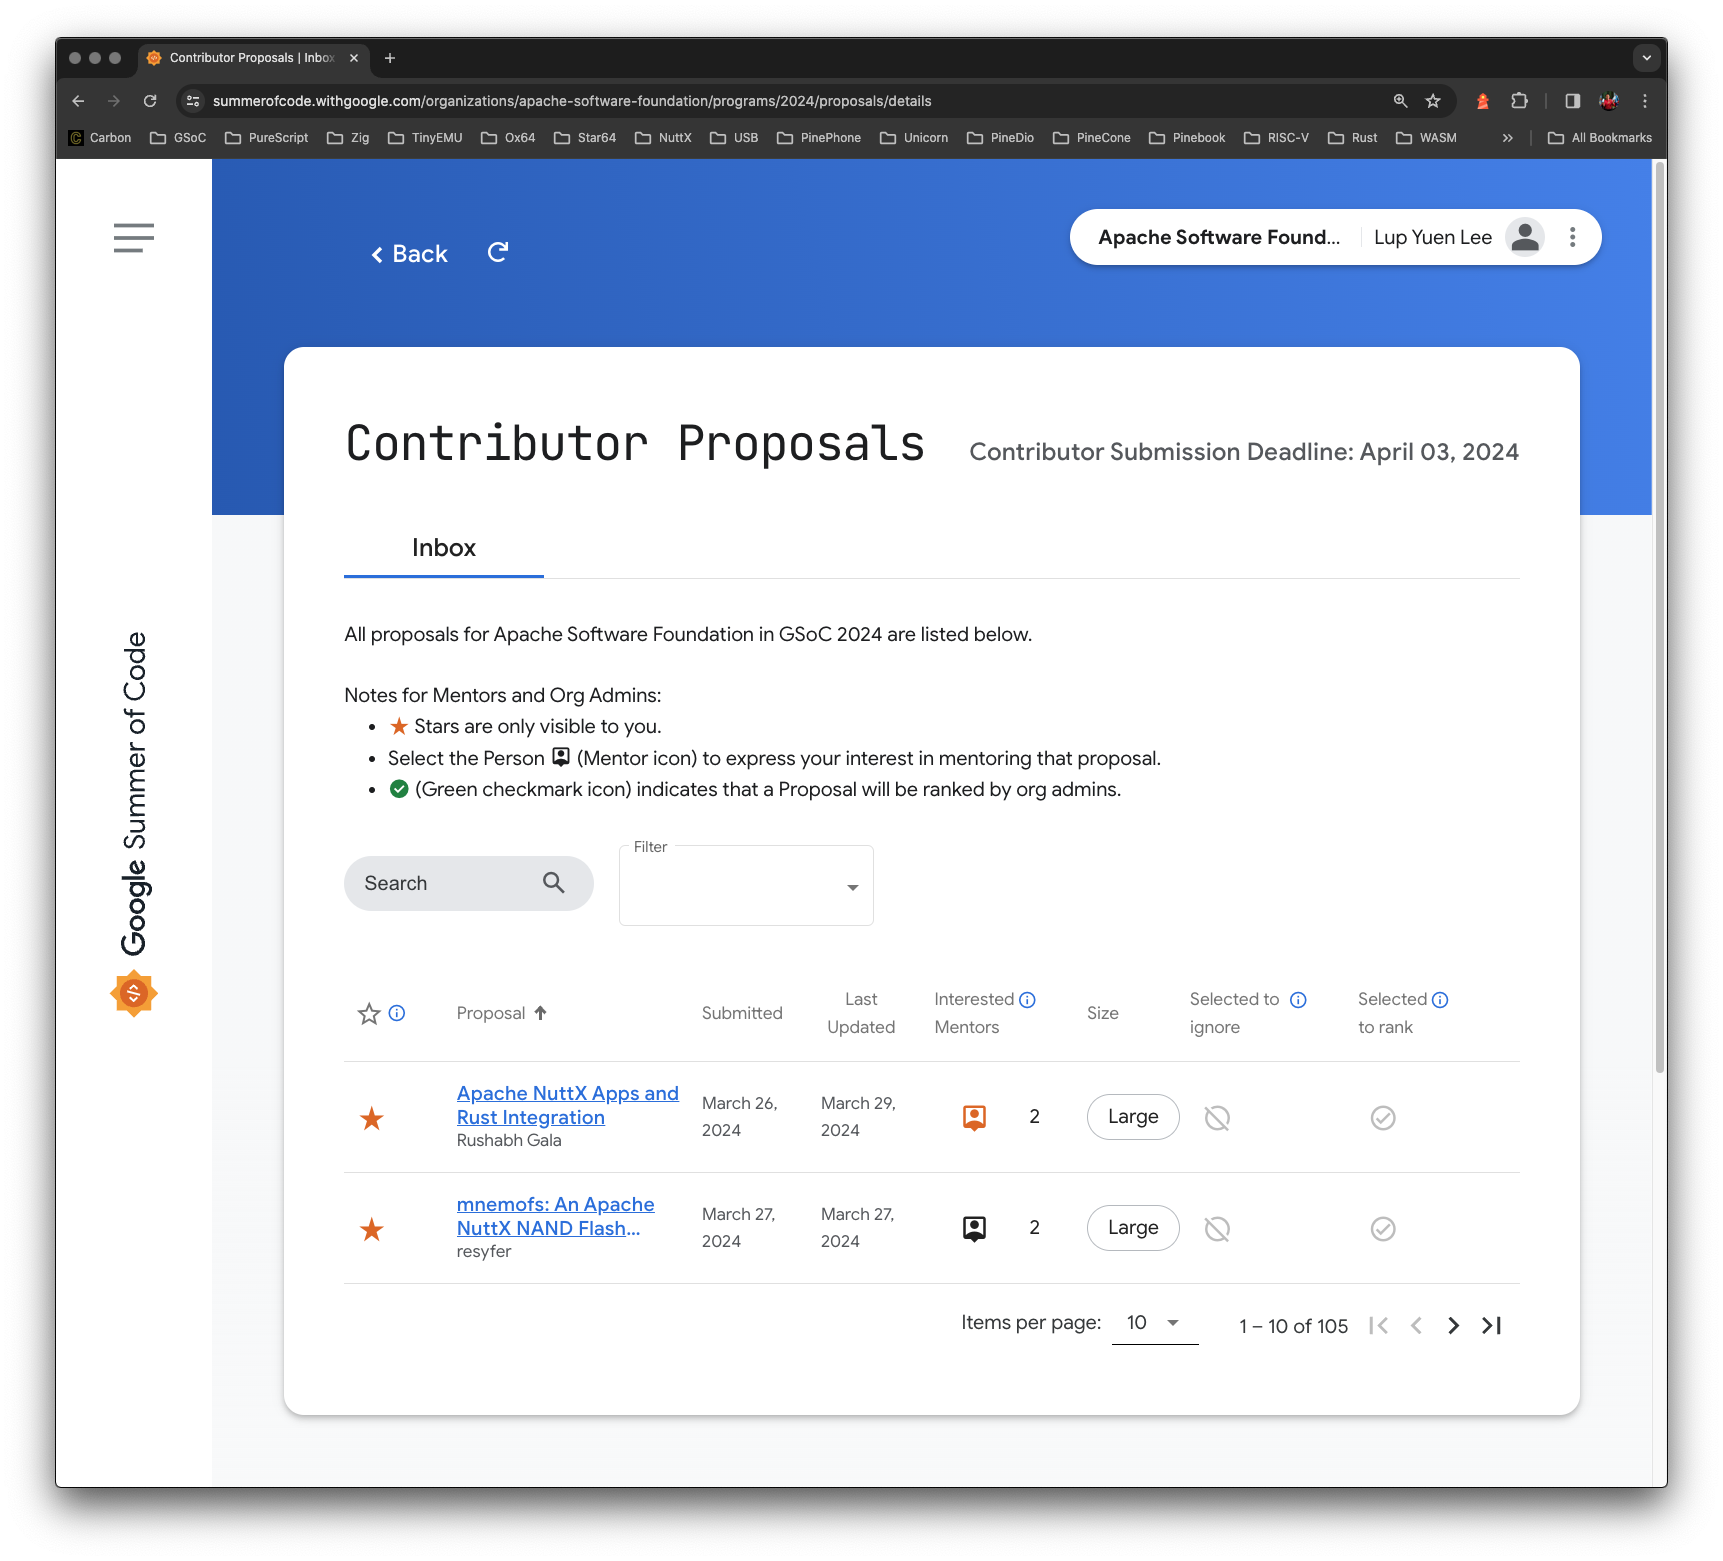 Contributor Proposals | Inbox
summerofcode.withgoogle.com/organizations/apache-software-foundation/programs/2024/proposals/details
Carbon GSoC PureScript Zig TinyEMU Ox64 Star64 NuttX USB PinePhone Unicorn PineDio PineCone Pinebook RISC-V Rust WASM » All Bookmarks
Back
Apache Software Found... Lup Yuen Lee
Contributor Proposals
Contributor Submission Deadline: April 03, 2024
Inbox
All proposals for Apache Software Foundation in GSoC 2024 are listed below.
Notes for Mentors and Org Admins:
• ★ Stars are only visible to you.
• Select the Person (Mentor icon) to express your interest in mentoring that proposal.
• (Green checkmark icon) indicates that a Proposal will be ranked by org admins.
Search
Filter
Proposal
Submitted
Last
Updated
Interested
Mentors
Size
Selected to
ignore
Selected
to rank
Apache NuttX Apps and
Rust Integration
Rushabh Gala
March 26,
2024
March 29,
2024
2
Large
mnemofs: An Apache
NuttX NAND Flash...
resyfer
March 27,
2024
March 27,
2024
2
Large
Items per page: 10 1 – 10 of 105
Google Summer of Code